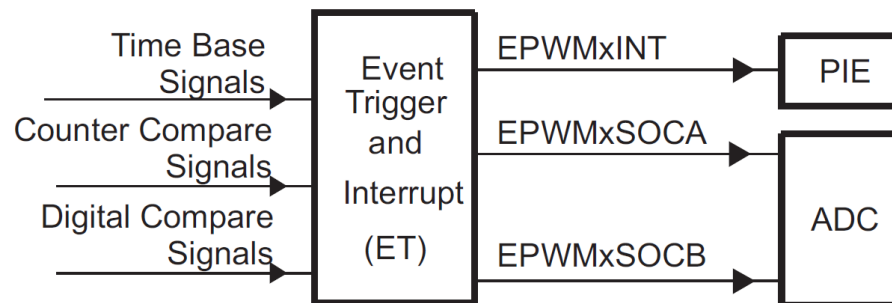 Time Base
Signals
Counter Compare
Signals
Digital Compare
Signals
Event
Trigger
and
Interrupt
(ET)
EPWMxINT
EPWMxSOCA
EPWMxSOCB
PIE
ADC